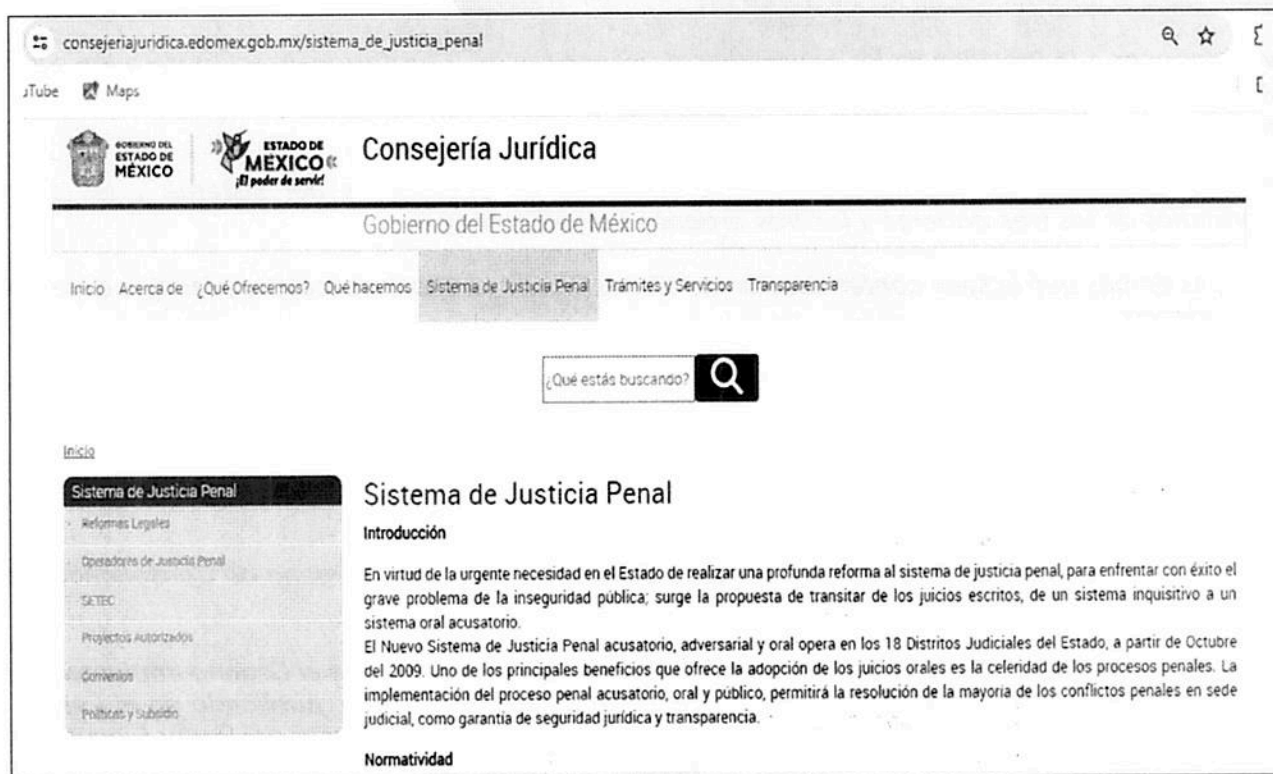 consejeriajuridica.edomex.gob.mx/sistema_de_justicia_penal
uTube Maps
GOBIERNO DEL
ESTADO DE
MÉXICO
ESTADO DE
MÉXICO
¡El poder de servir!
Consejería Jurídica
Gobierno del Estado de México
Inicio Acerca de ¿Qué Ofrecemos? Qué hacemos Sistema de Justicia Penal Trámites y Servicios Transparencia
¿Qué estás buscando?
Inicio
Sistema de Justicia Penal
Reformas Legales
Operadores de Justicia Penal
SETEC
Proyectos Autorizados
Convenios
Políticas y Subsidio
Sistema de Justicia Penal
Introducción
En virtud de la urgente necesidad en el Estado de realizar una profunda reforma al sistema de justicia penal, para enfrentar con éxito el
grave problema de la inseguridad pública; surge la propuesta de transitar de los juicios escritos, de un sistema inquisitivo a un
sistema oral acusatorio.
El Nuevo Sistema de Justicia Penal acusatorio, adversarial y oral opera en los 18 Distritos Judiciales del Estado, a partir de Octubre
del 2009. Uno de los principales beneficios que ofrece la adopción de los juicios orales es la celeridad de los procesos penales. La
implementación del proceso penal acusatorio, oral y público, permitirá la resolución de la mayoría de los conflictos penales en sede
judicial, como garantía de seguridad jurídica y transparencia.
Normatividad